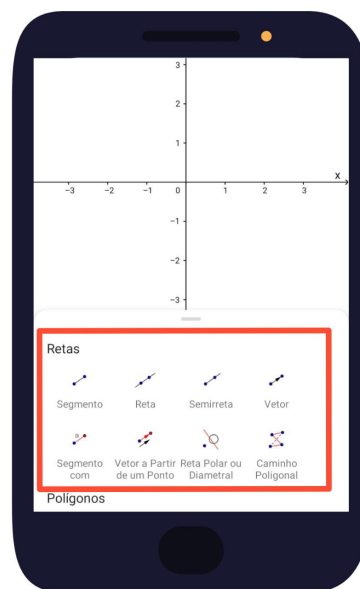 3
2
1
x
−3 −2 −1 0 1 2 3
−1
−2
−3
Retas
Segmento Reta Semirreta Vetor
a
Segmento Vetor a Partir Reta Polar ou Caminho
com de um Ponto Diametral Poligonal
Polígonos